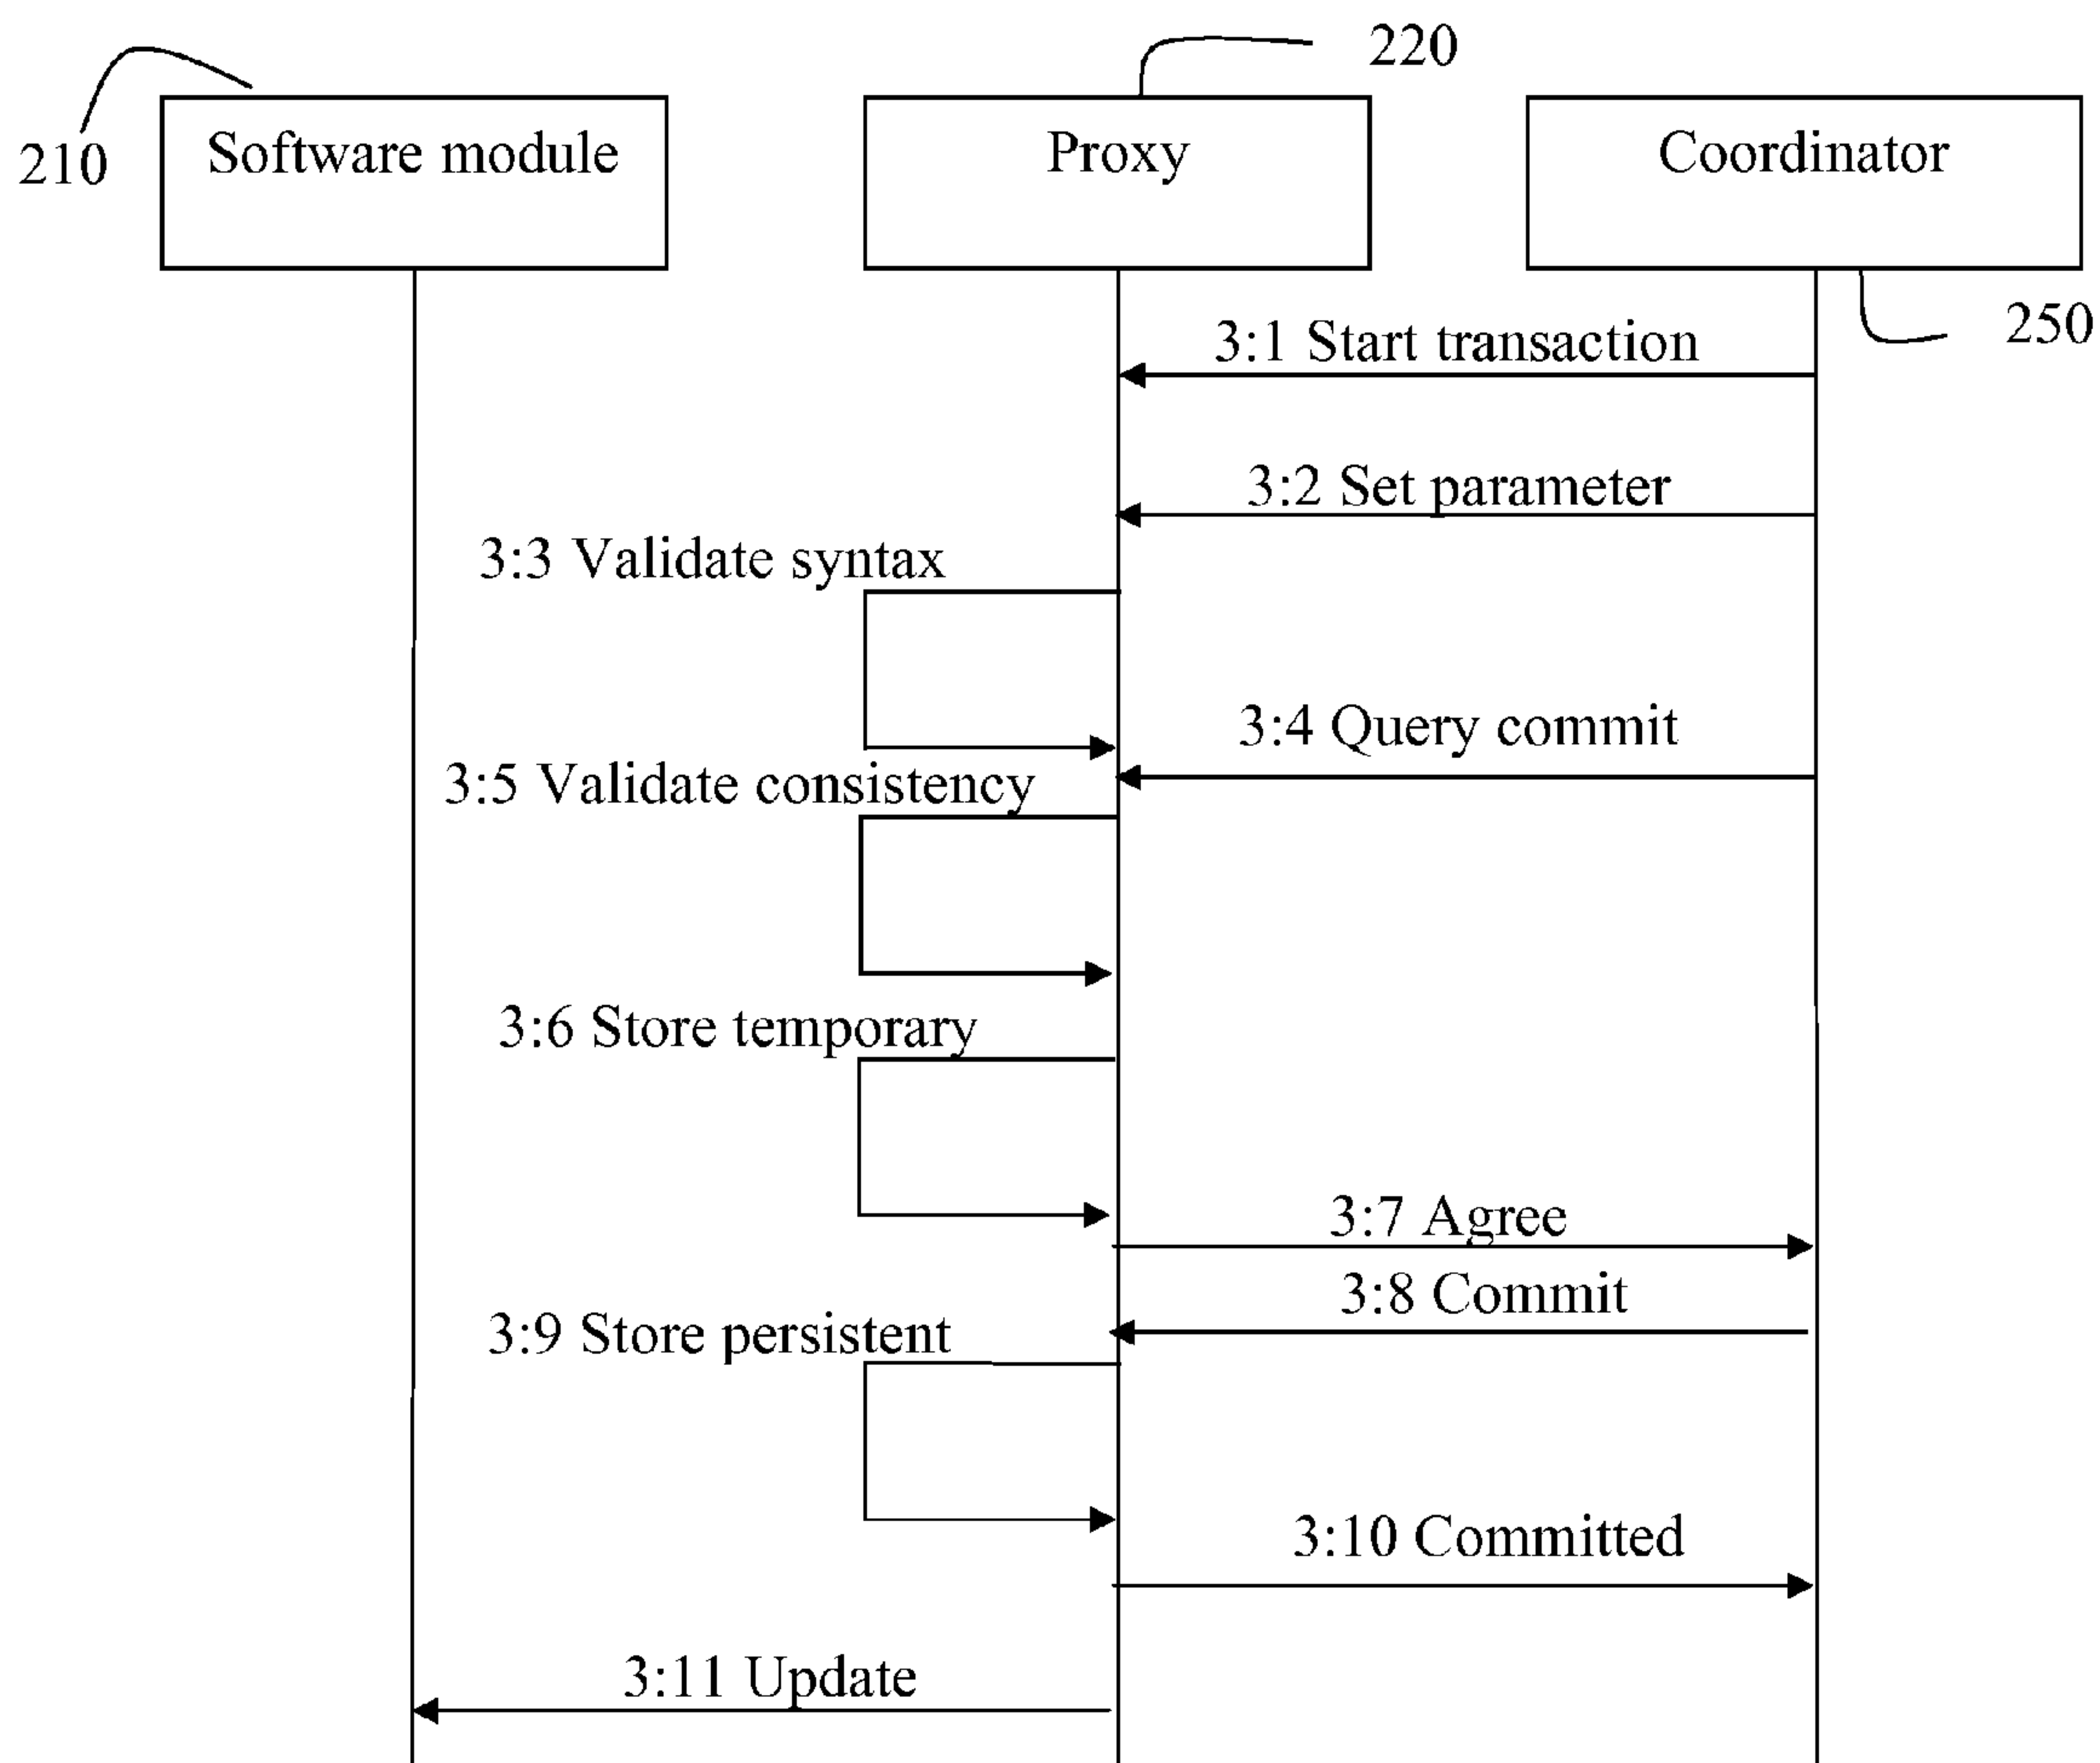 220
210
Software module
Proxy
Coordinator
250
3:1 Start transaction
3:2 Set parameter
3:3 Validate syntax
3:4 Query commit
3:5 Validate consistency
3:6 Store temporary
3:7 Agree
3:8 Commit
3:9 Store persistent
3:10 Committed
3:11 Update